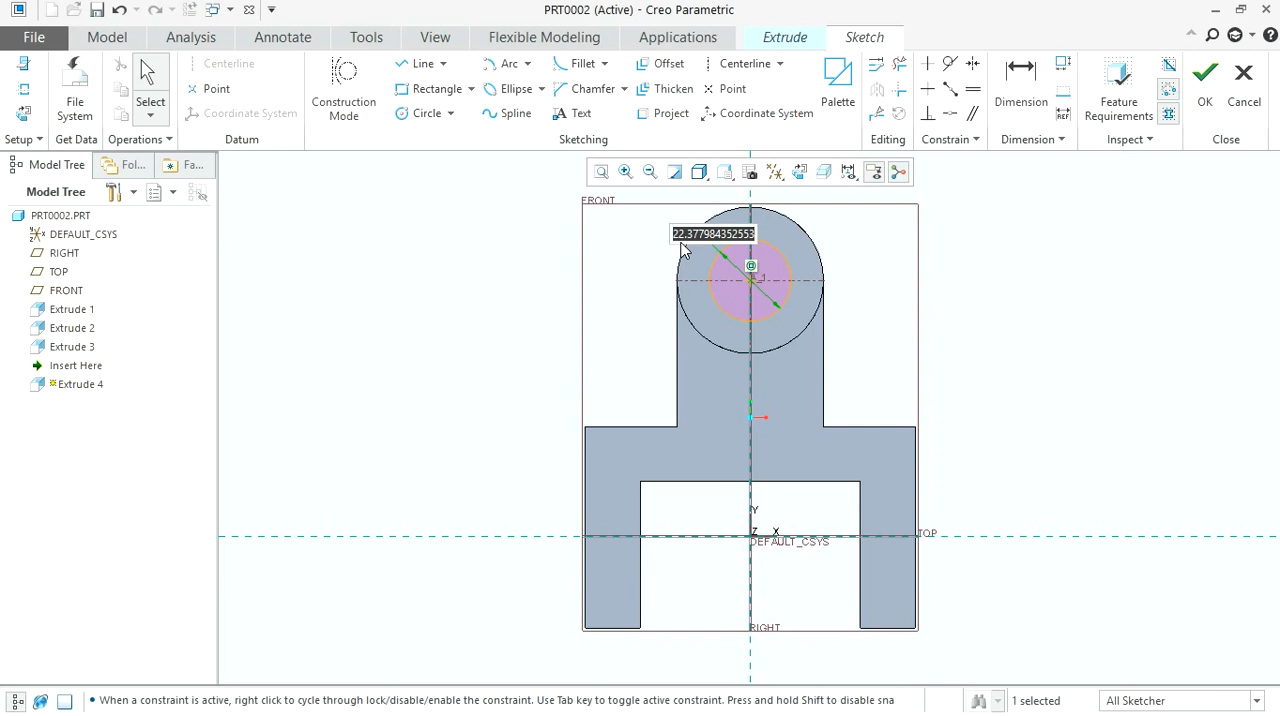 PRT0002 (Active) - Creo Parametric
File Model Analysis Annotate Tools View Flexible Modeling Applications Extrude Sketch
Centerline Line Arc Fillet Offset Centerline
Point Rectangle Ellipse Chamfer Thicken Point
File System Select Coordinate System Construction Mode Circle Spline Text Project Coordinate System Palette Dimension Feature Requirements OK Cancel
Setup Get Data Operations Datum Sketching Editing Constrain Dimension Inspect Close
Model Tree Fol... Fa...
Model Tree
PRT0002.PRT
DEFAULT_CSYS
RIGHT
TOP
FRONT
Extrude 1
Extrude 2
Extrude 3
Insert Here
Extrude 4
FRONT
22.377984352553
Y
Z X
TOP
DEFAULT_CSYS
RIGHT
• When a constraint is active, right click to cycle through lock/disable/enable the constraint. Use Tab key to toggle active constraint. Press and hold Shift to disable sna
1 selected
All Sketcher